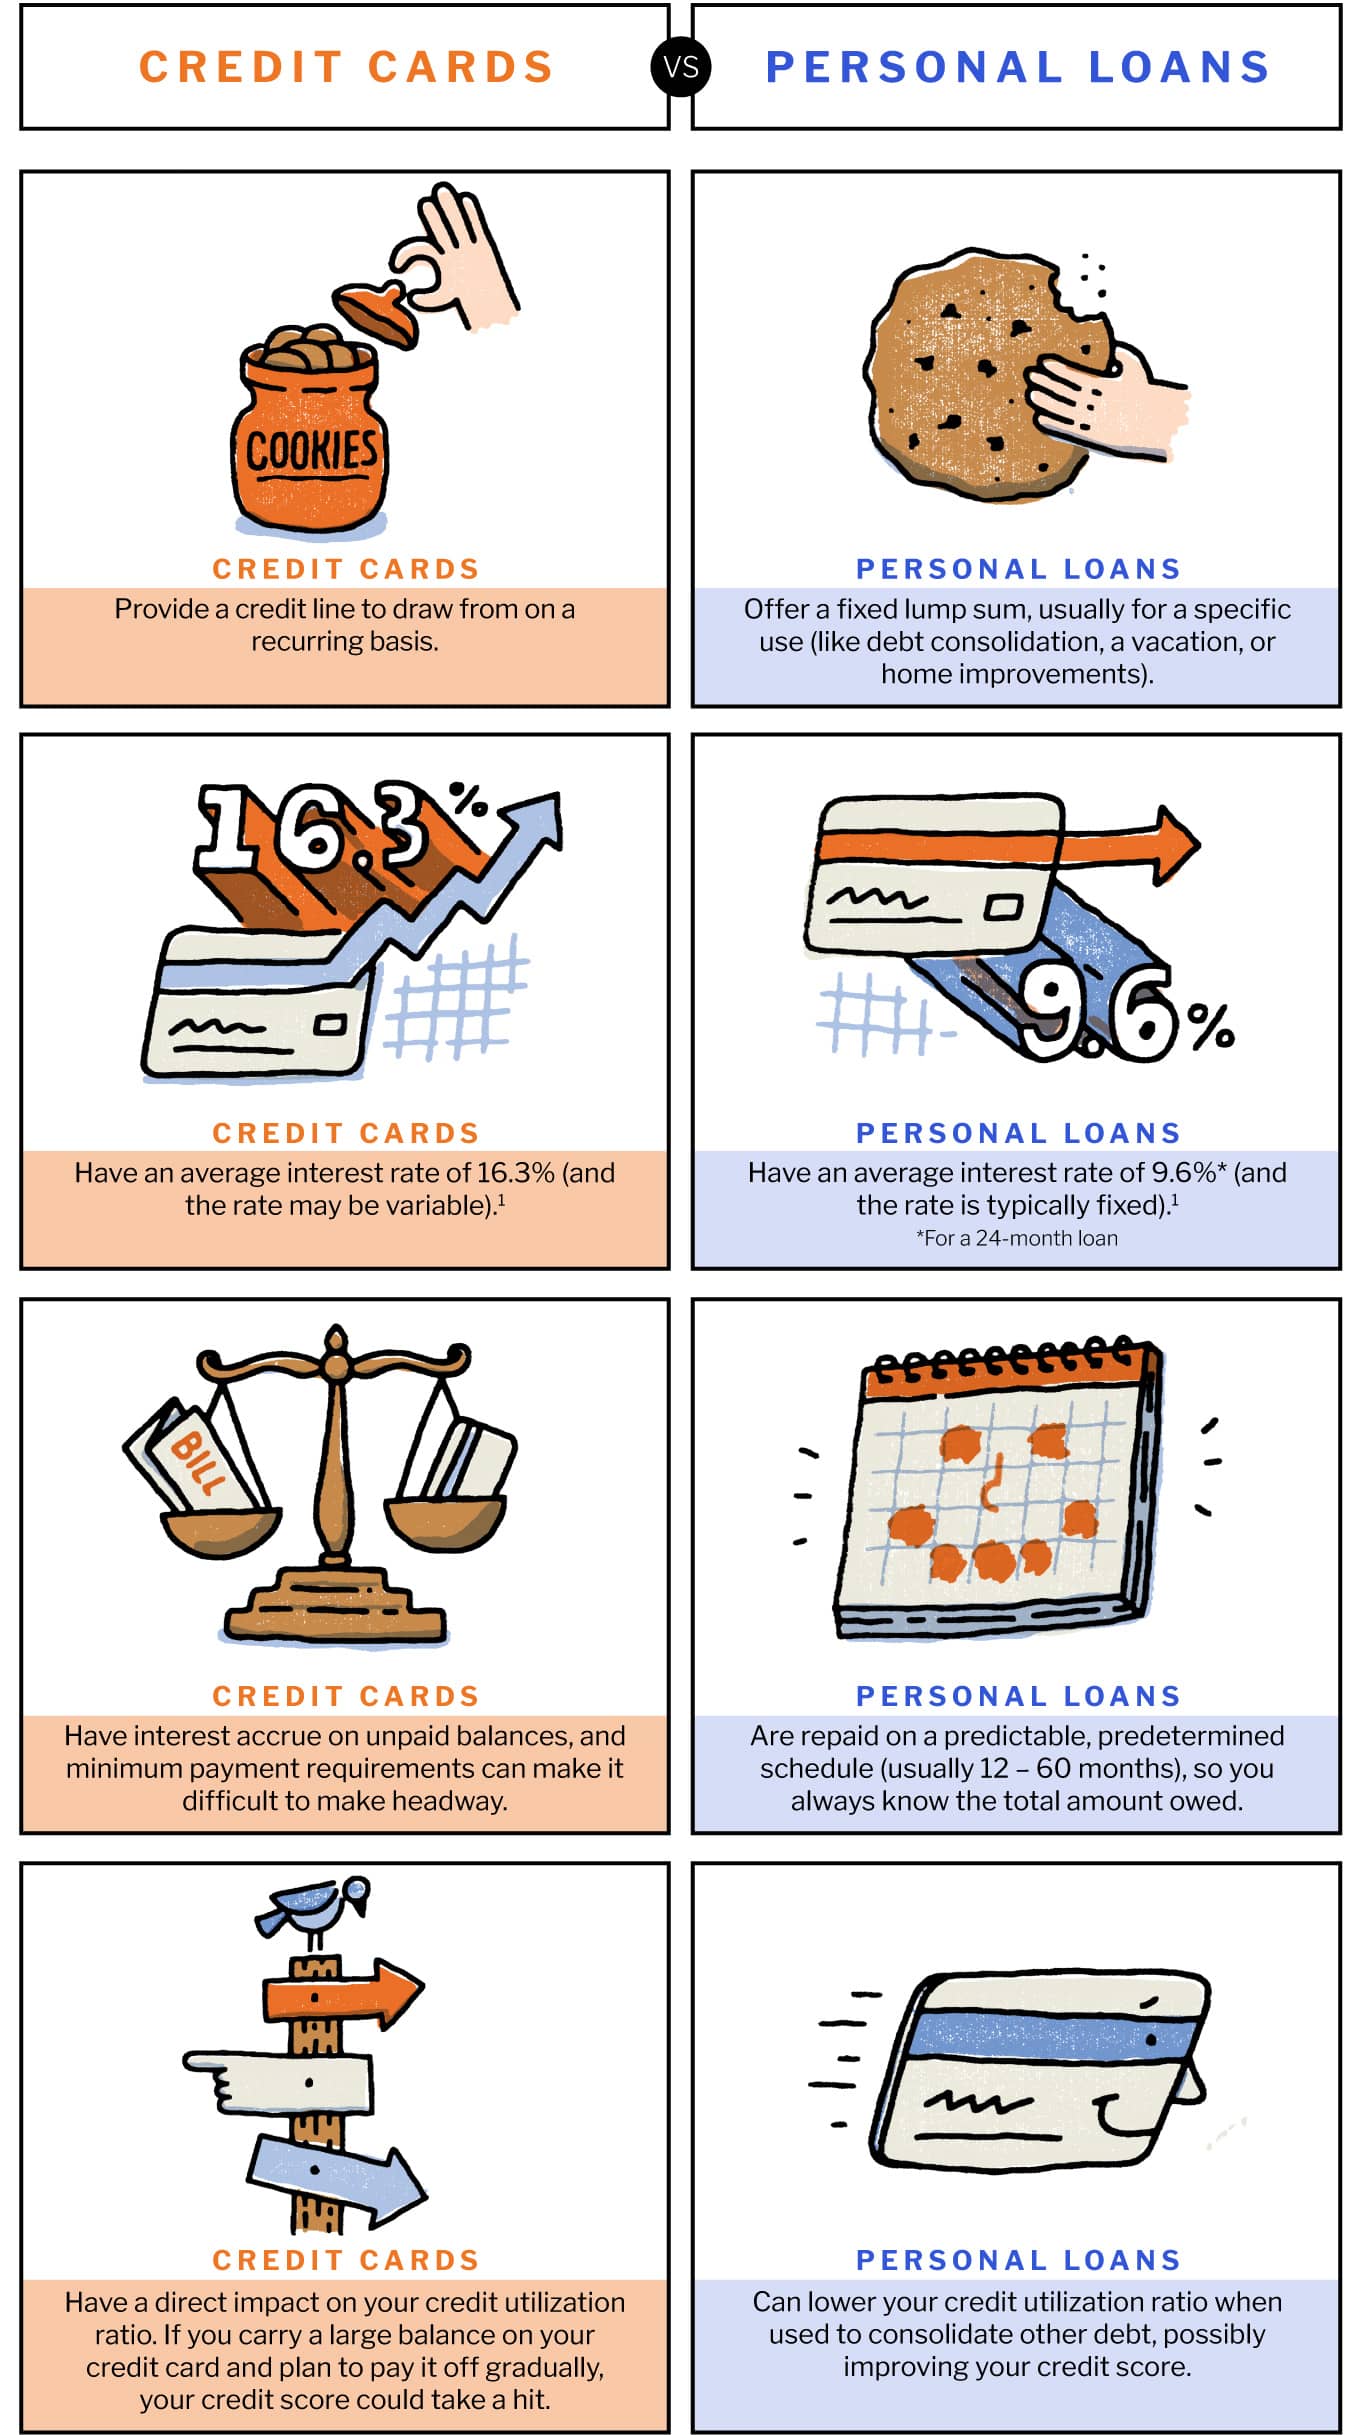 CREDIT CARDS
VS
PERSONAL LOANS
COOKIES
CREDIT CARDS
Provide a credit line to draw from on a
recurring basis.
PERSONAL LOANS
Offer a fixed lump sum, usually for a specific
use (like debt consolidation, a vacation, or
home improvements).
16.3%
CREDIT CARDS
Have an average interest rate of 16.3% (and
the rate may be variable).¹
9.6%
PERSONAL LOANS
Have an average interest rate of 9.6%* (and
the rate is typically fixed).¹
*For a 24-month loan
BILL
CREDIT CARDS
Have interest accrue on unpaid balances, and
minimum payment requirements can make it
difficult to make headway.
PERSONAL LOANS
Are repaid on a predictable, predetermined
schedule (usually 12 – 60 months), so you
always know the total amount owed.
CREDIT CARDS
Have a direct impact on your credit utilization
ratio. If you carry a large balance on your
credit card and plan to pay it off gradually,
your credit score could take a hit.
PERSONAL LOANS
Can lower your credit utilization ratio when
used to consolidate other debt, possibly
improving your credit score.